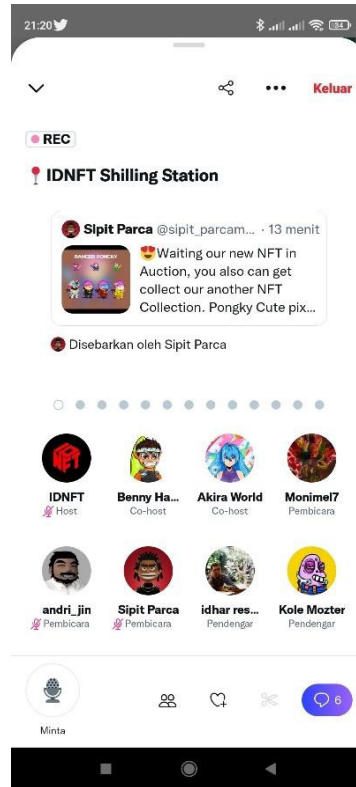 21:20
84
Keluar
REC
IDNFT Shilling Station
Sipit Parca @sipit_parcam... · 13 menit
😍Waiting our new NFT in
Auction, you also can get
collect our another NFT
Collection. Pongky Cute pix...
Disebarkan oleh Sipit Parca
IDNFT Benny Ha... Akira World Monimel7
Host Co-host Co-host Pembicara
andri_jin Sipit Parca idhar res... Kole Mozter
Pembicara Pembicara Pendengar Pendengar
6
Minta